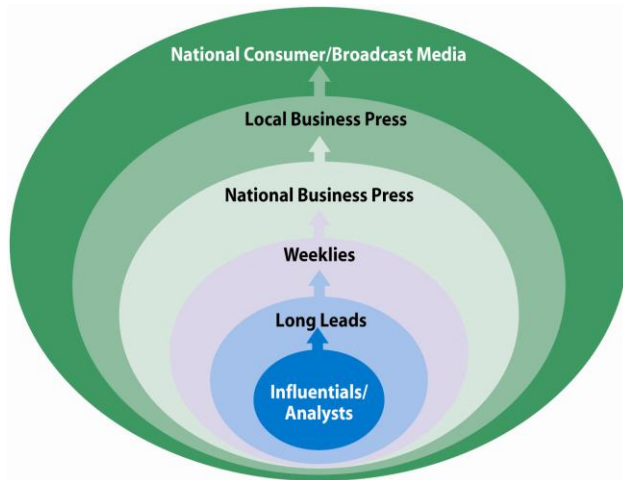 National Consumer/Broadcast Media
Local Business Press
National Business Press
Weeklies
Long Leads
Influentials/
Analysts